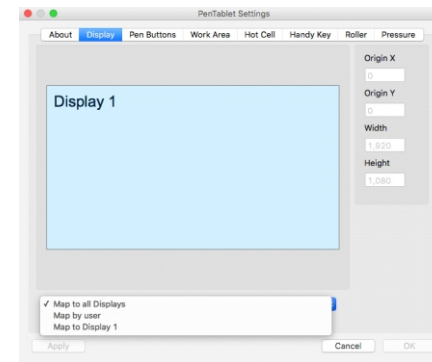 PenTablet Settings
About Display Pen Buttons Work Area Hot Cell Handy Key Roller Pressure
Origin X
0
Origin Y
0
Width
1,920
Height
1,080
Display 1
✓ Map to all Displays
Map by user
Map to Display 1
Apply Cancel OK